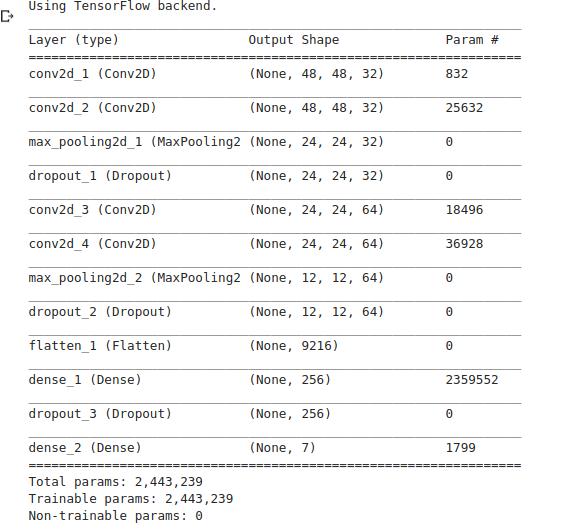 Using TensorFlow backend.
Layer (type) Output Shape Param #
conv2d_1 (Conv2D) (None, 48, 48, 32) 832
conv2d_2 (Conv2D) (None, 48, 48, 32) 25632
max_pooling2d_1 (MaxPooling2 (None, 24, 24, 32) 0
dropout_1 (Dropout) (None, 24, 24, 32) 0
conv2d_3 (Conv2D) (None, 24, 24, 64) 18496
conv2d_4 (Conv2D) (None, 24, 24, 64) 36928
max_pooling2d_2 (MaxPooling2 (None, 12, 12, 64) 0
dropout_2 (Dropout) (None, 12, 12, 64) 0
flatten_1 (Flatten) (None, 9216) 0
dense_1 (Dense) (None, 256) 2359552
dropout_3 (Dropout) (None, 256) 0
dense_2 (Dense) (None, 7) 1799
Total params: 2,443,239
Trainable params: 2,443,239
Non-trainable params: 0